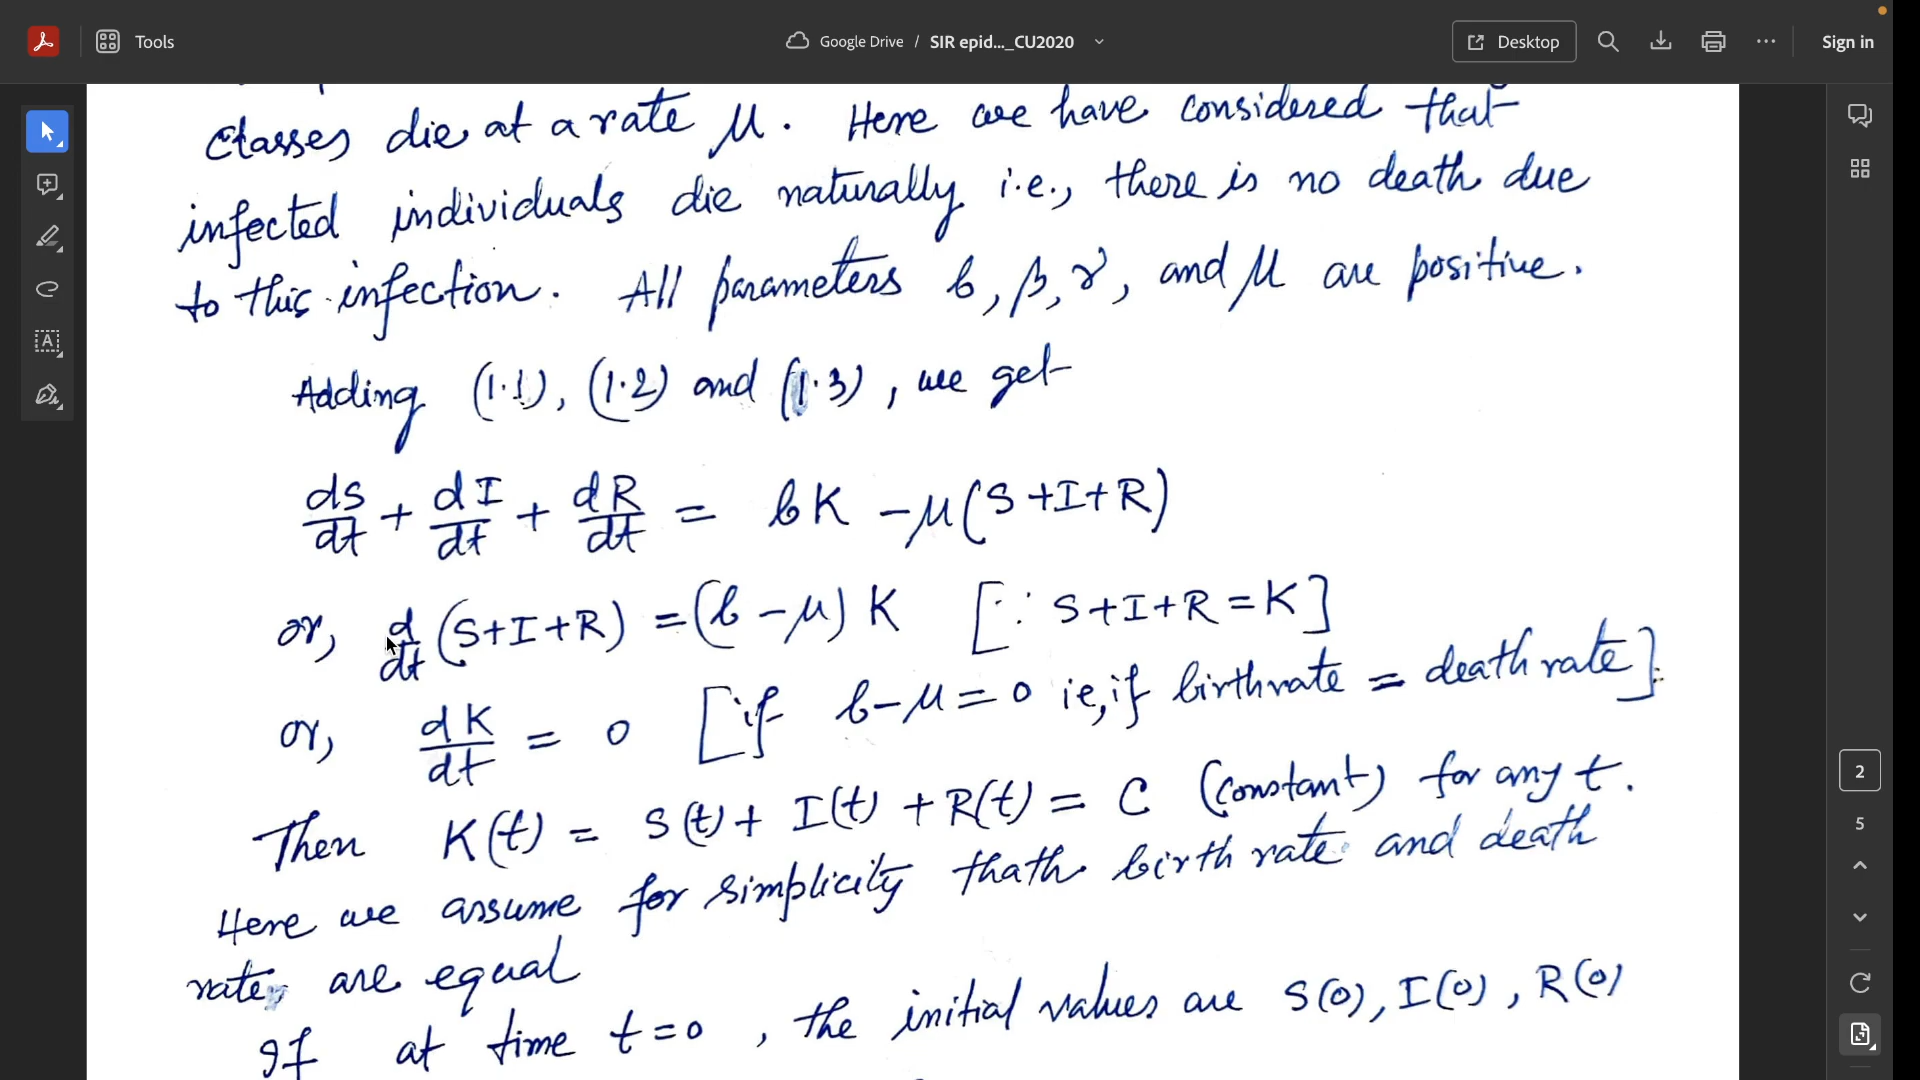 Tools
Google Drive / SIR epid..._CU2020
Desktop
Sign in
classes die at a rate μ. Here we have considered that
infected individuals die naturally i.e., there is no death due
to this infection. All parameters b, β, γ, and μ are positive.
Adding (1.1), (1.2) and (1.3), we get
dS/dt + dI/dt + dR/dt = bK - μ(S+I+R)
or, d/dt (S+I+R) = (b - μ) K [∵ S+I+R = K]
or, dK/dt = 0 [if b - μ = 0 ie, if birthrate = death rate].
Then K(t) = S(t) + I(t) + R(t) = C (constant) for any t.
Here we assume for simplicity thath birth rate and death
rate, are equal
If at time t=0, the initial values are S(0), I(0), R(0)
2
5